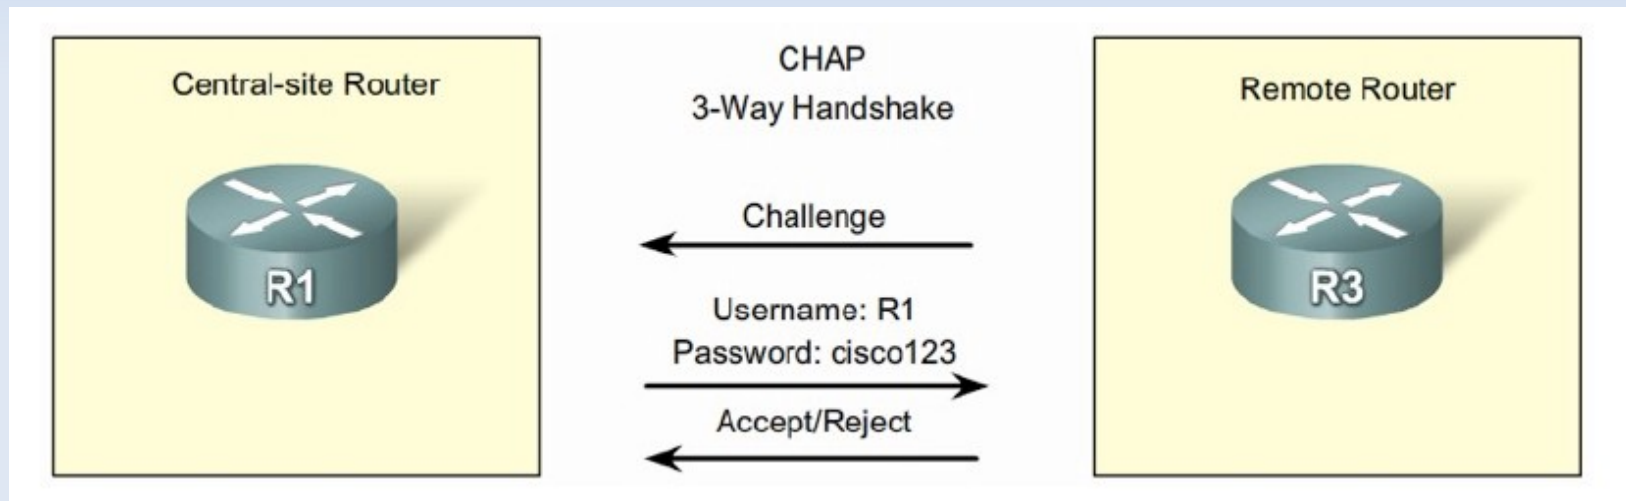 Central-site Router
R1
CHAP
3-Way Handshake
Challenge
Username: R1
Password: cisco123
Accept/Reject
Remote Router
R3